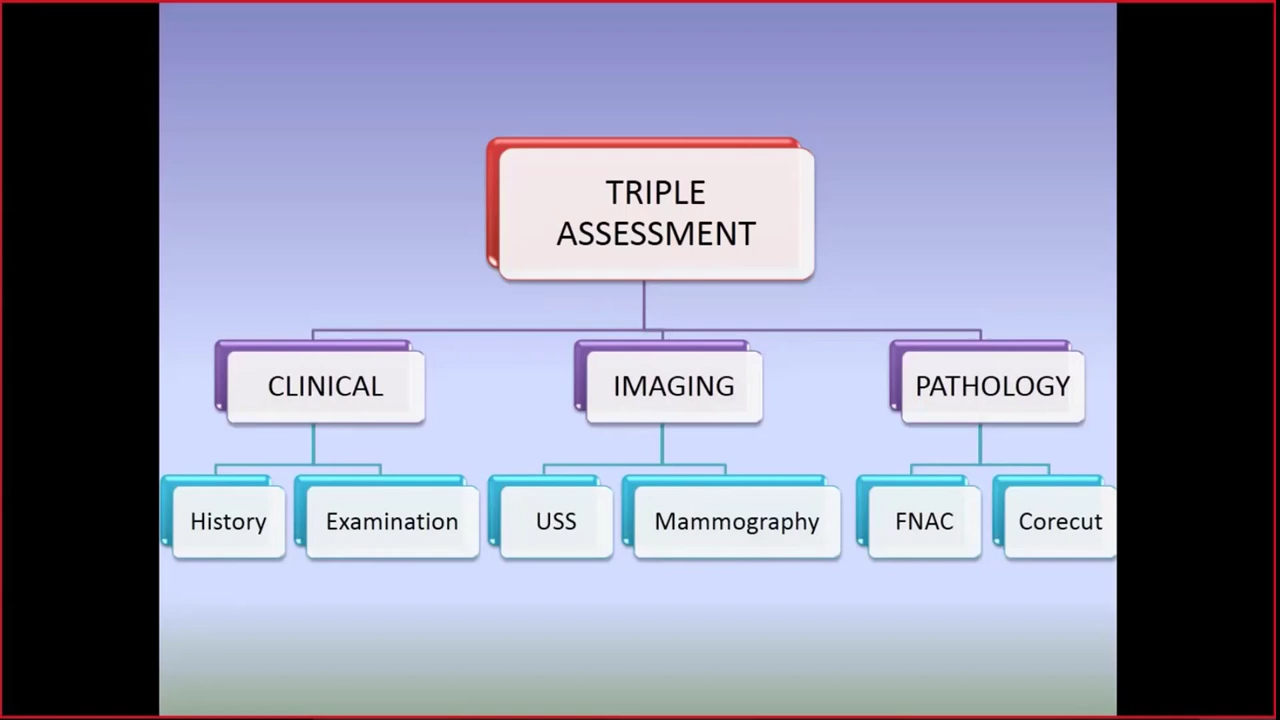 TRIPLE
ASSESSMENT
CLINICAL
IMAGING
PATHOLOGY
History
Examination
USS
Mammography
FNAC
Corecut